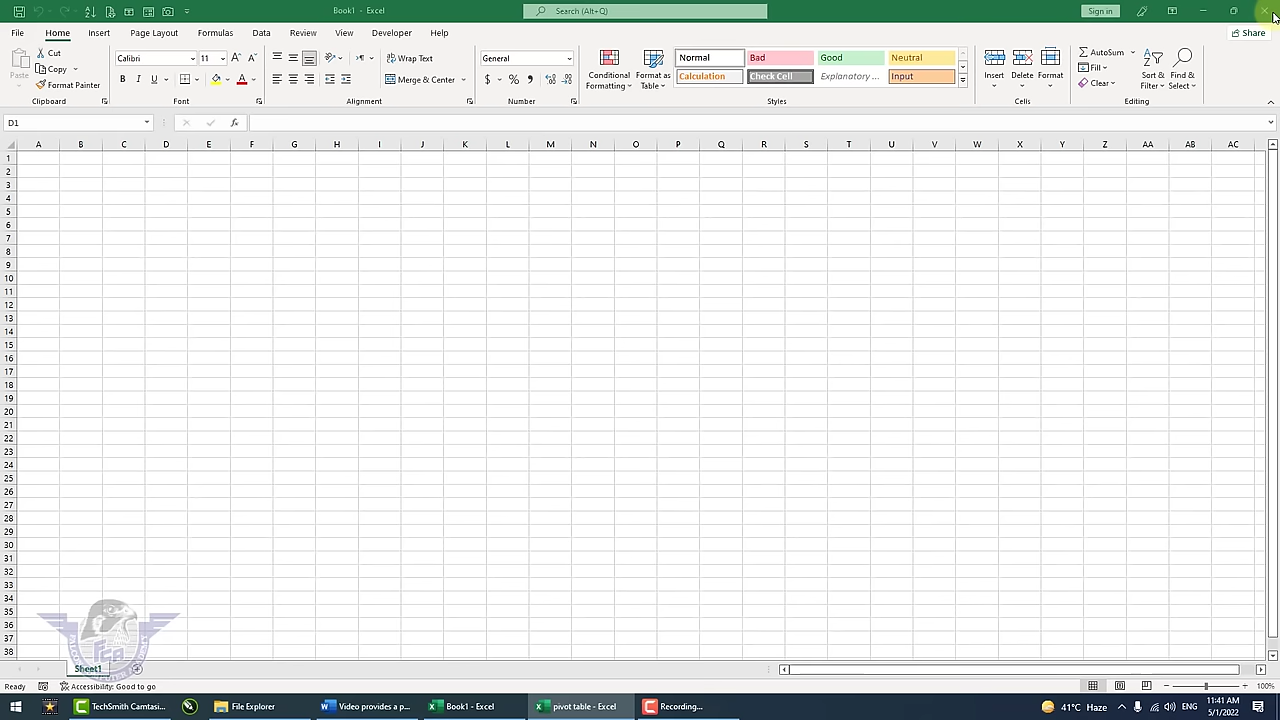 Book1 - Excel
Search (Alt+Q)
Sign in
File Home Insert Page Layout Formulas Data Review View Developer Help
Share
Paste
Cut
Copy
Format Painter
Clipboard
Calibri 11
B I U
Font
Wrap Text
Merge & Center
Alignment
General
$ %
Number
Conditional Formatting
Format as Table
Normal Bad Good Neutral
Calculation Check Cell Explanatory ... Input
Styles
Insert Delete Format
Cells
AutoSum
Fill
Clear
Sort & Filter
Find & Select
Editing
D1
fx
A B C D E F G H I J K L M N O P Q R S T U V W X Y Z AA AB AC
1
2
3
4
5
6
7
8
9
10
11
12
13
14
15
16
17
18
19
20
21
22
23
24
25
26
27
28
29
30
31
32
33
34
35
36
37
38
Sheet1
Ready
Accessibility: Good to go
100%
TechSmith Camtasi...
File Explorer
Video proving a p...
Book1 - Excel
pivot table - Excel
Recording...
41°C Haze
11:41 AM
5/1/2022